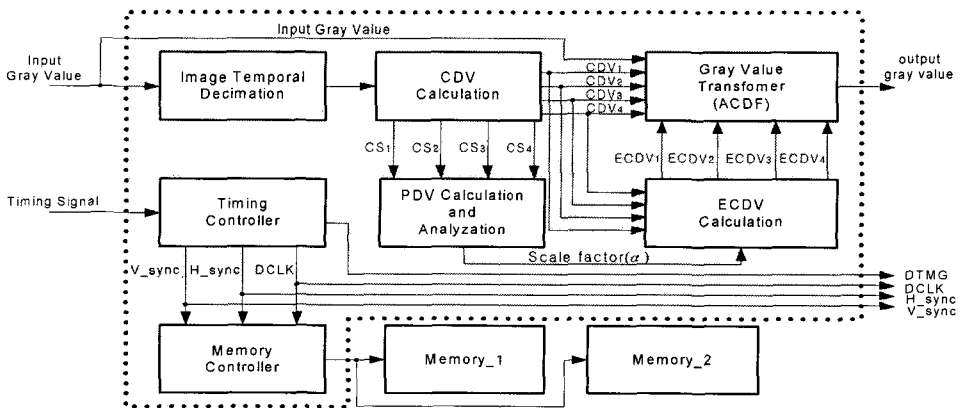 Input Gray Value
Input
Gray Value
Image Temporal
Decimation
CDV
Calculation
CDV1
CDV2
CDV3
CDV4
Gray Value
Transfomer
(ACDF)
output
gray value
CS1 CS2 CS3 CS4
ECDV1 ECDV2 ECDV3 ECDV4
Timing Signal
Timing
Controller
PDV Calculation
and
Analyzation
ECDV
Calculation
Scale factor(α)
V_sync H_sync DCLK
DTMG
DCLK
H_sync
V_sync
Memory
Controller
Memory_1
Memory_2